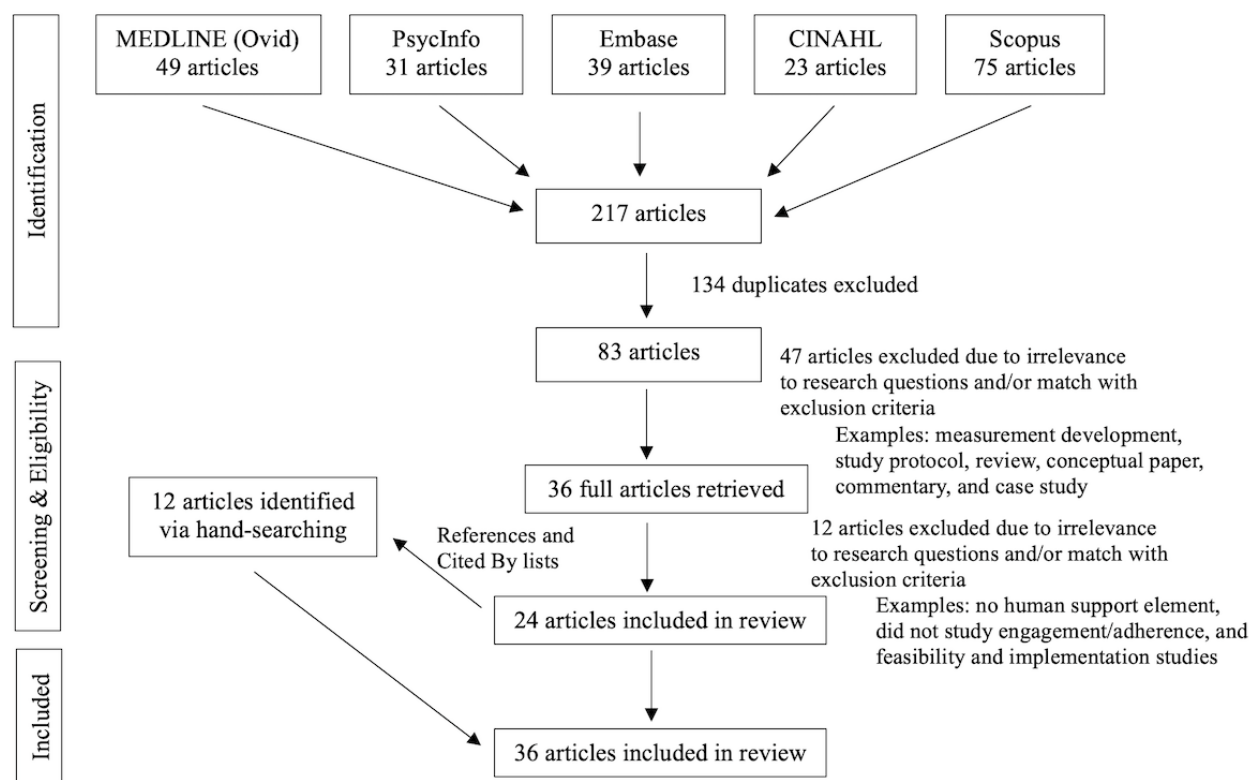 Identification
MEDLINE (Ovid)
49 articles
PsycInfo
31 articles
Embase
39 articles
CINAHL
23 articles
Scopus
75 articles
217 articles
134 duplicates excluded
83 articles
Screening & Eligibility
47 articles excluded due to irrelevance
to research questions and/or match with
exclusion criteria
Examples: measurement development,
study protocol, review, conceptual paper,
commentary, and case study
36 full articles retrieved
12 articles identified
via hand-searching
References and
Cited By lists
12 articles excluded due to irrelevance
to research questions and/or match with
exclusion criteria
Examples: no human support element,
did not study engagement/adherence, and
feasibility and implementation studies
24 articles included in review
Included
36 articles included in review